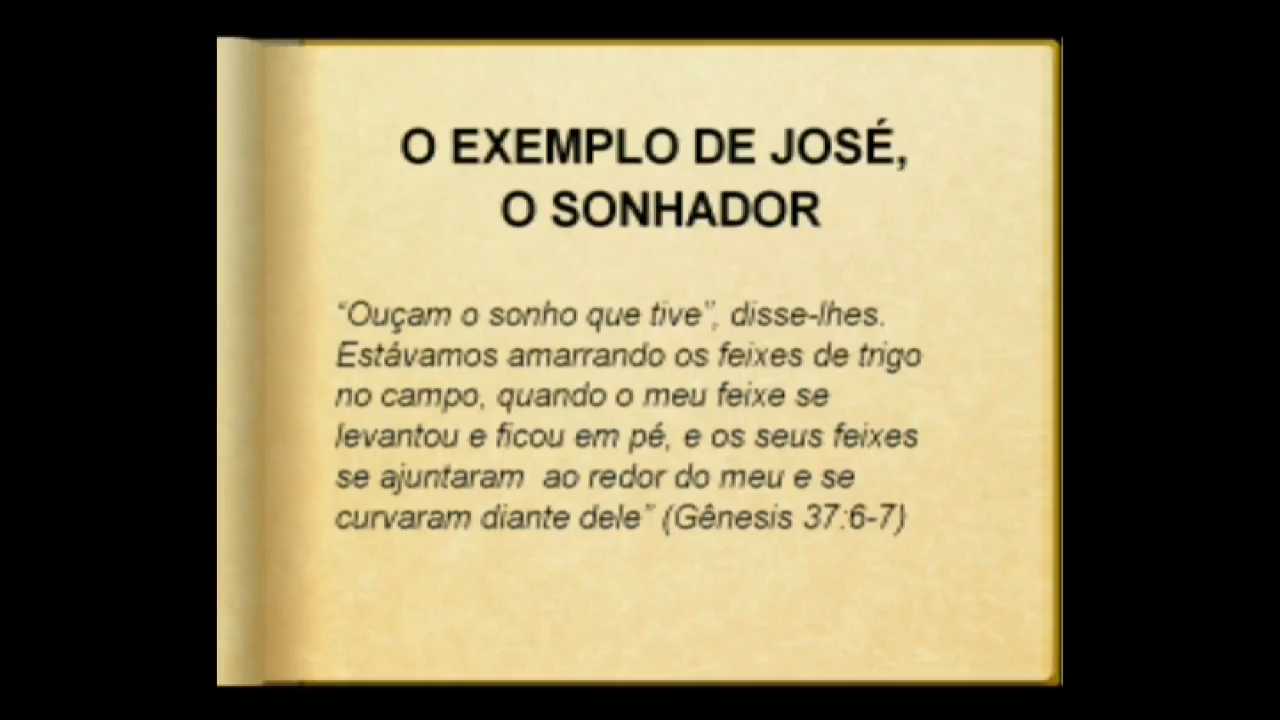 O EXEMPLO DE JOSÉ,
O SONHADOR
“Ouçam o sonho que tive”, disse-lhes.
Estávamos amarrando os feixes de trigo
no campo, quando o meu feixe se
levantou e ficou em pé, e os seus feixes
se ajuntaram  ao redor do meu e se
curvaram diante dele” (Gênesis 37:6-7)